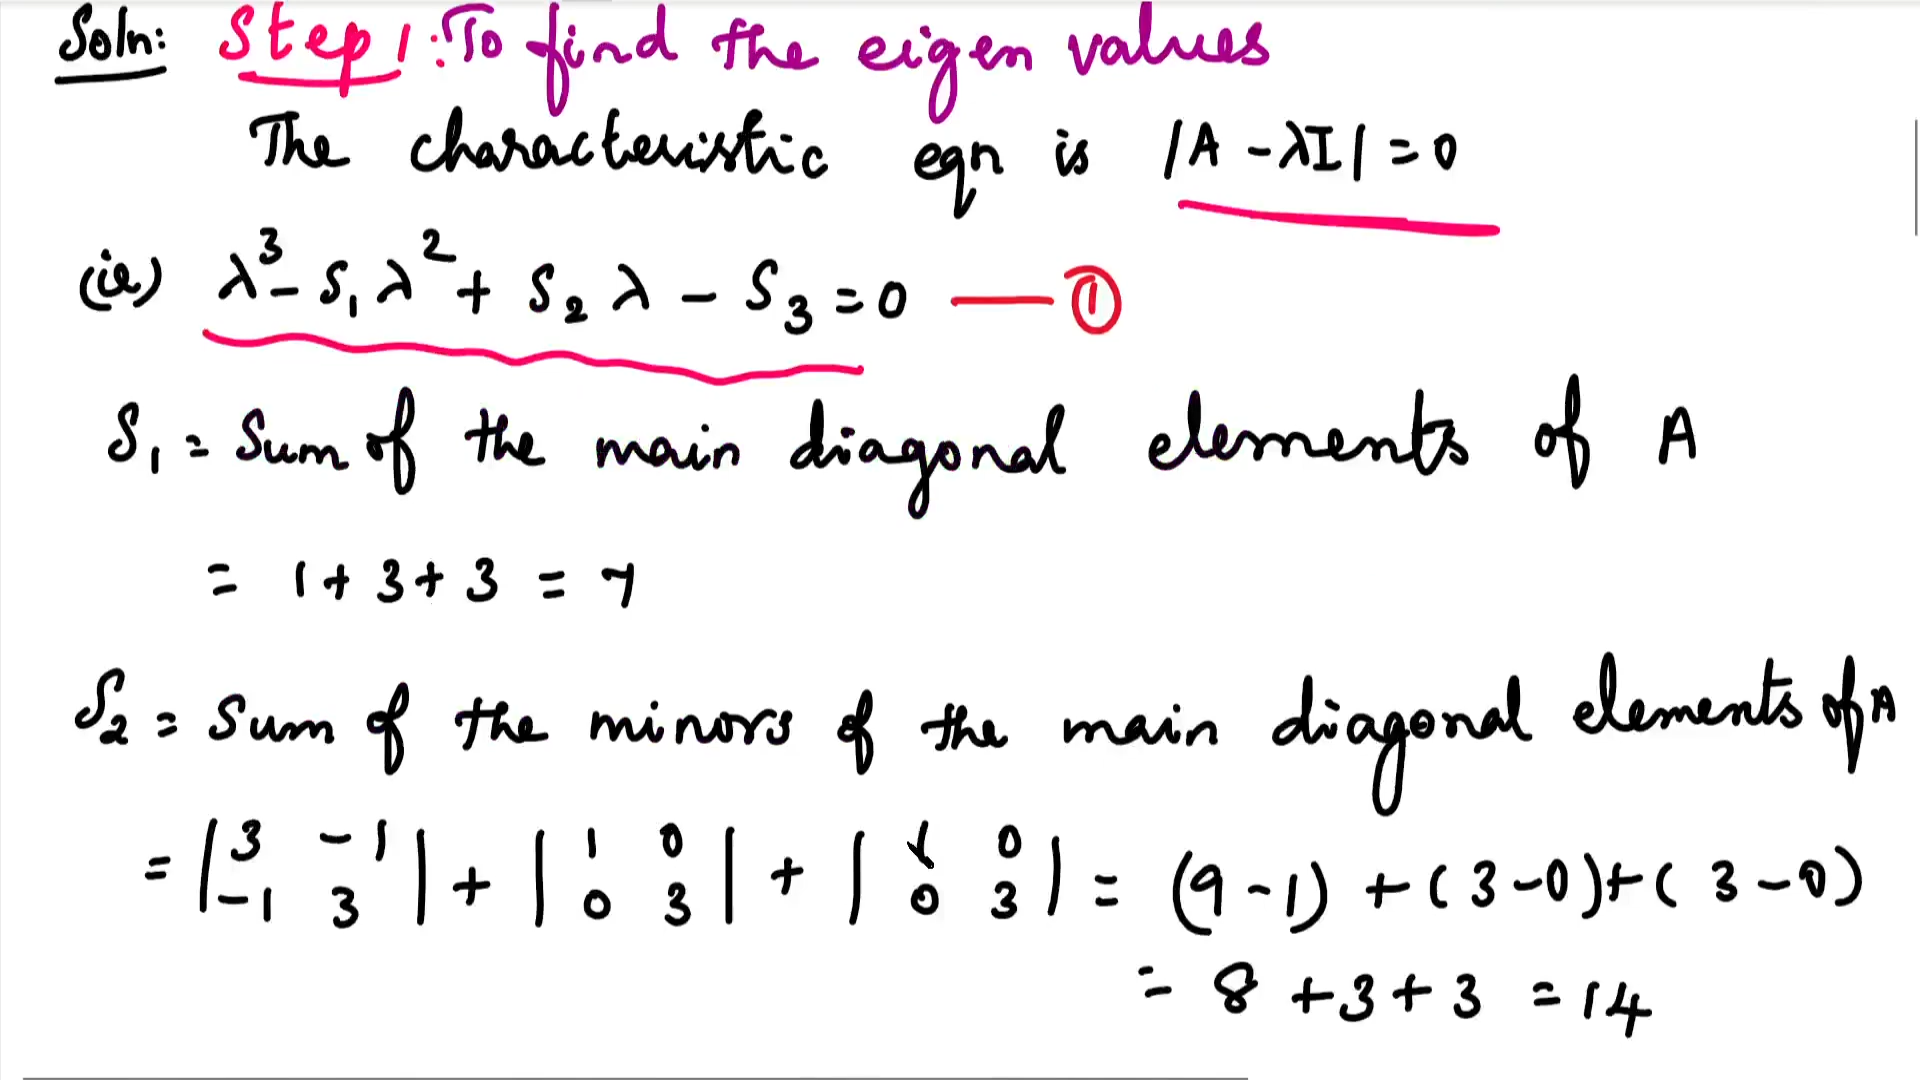 Soln: Step 1: To find the eigen values
The characteristic eqn is |A - λI| = 0
(ie) λ³ - S₁ λ² + S₂ λ - S₃ = 0 — ①
S₁ = Sum of the main diagonal elements of A
= 1 + 3 + 3 = 7
S₂ = Sum of the minors of the main diagonal elements of A
= |3 -1; -1 3| + |1 0; 0 3| + |1 0; 0 3| = (9 - 1) + (3 - 0) + (3 - 0)
= 8 + 3 + 3 = 14